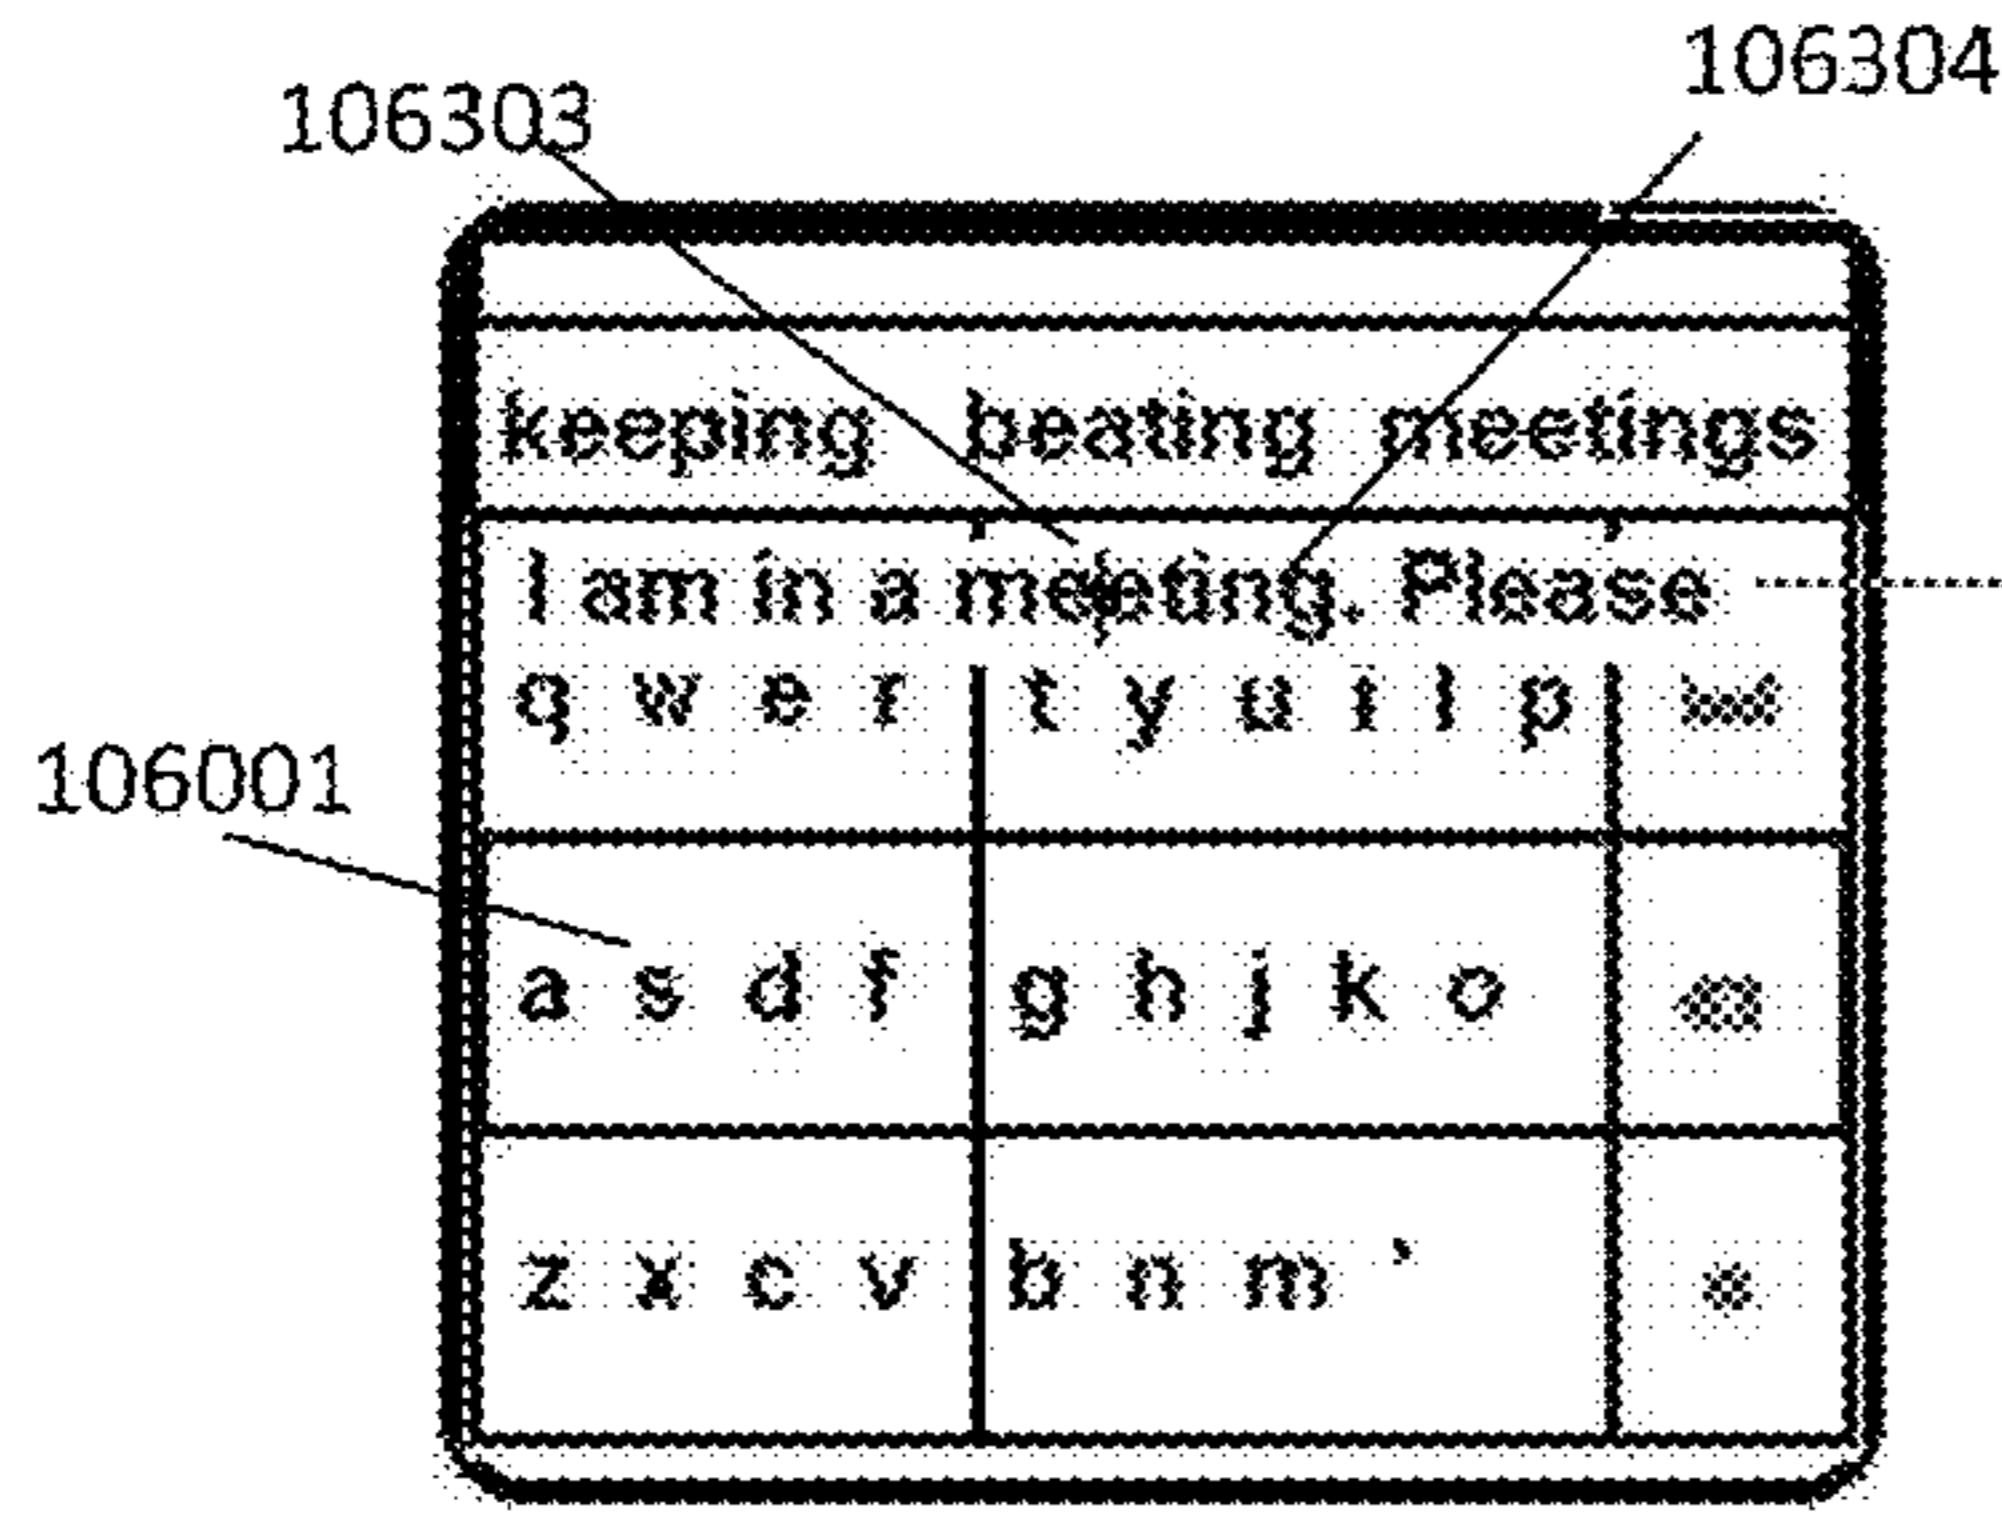 106304
106303
keeping beating meetings
I am in a meeting. Please
q w e r t y u i l p
106001
a s d f g h j k o
z x c v b n m '